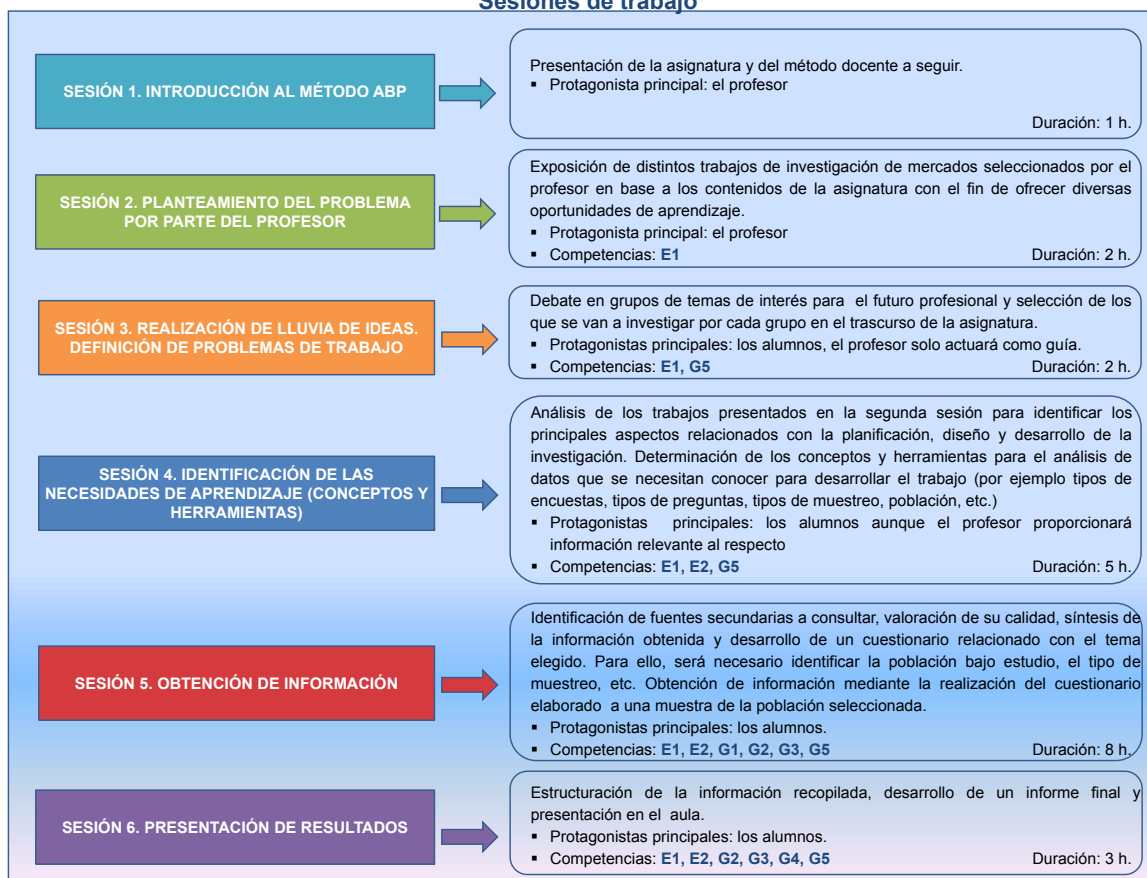 Sesiones de trabajo
SESIÓN 1. INTRODUCCIÓN AL MÉTODO ABP
Presentación de la asignatura y del método docente a seguir.
▪ Protagonista principal: el profesor
Duración: 1 h.
SESIÓN 2. PLANTEAMIENTO DEL PROBLEMA
POR PARTE DEL PROFESOR
Exposición de distintos trabajos de investigación de mercados seleccionados por el
profesor en base a los contenidos de la asignatura con el fin de ofrecer diversas
oportunidades de aprendizaje.
▪ Protagonista principal: el profesor
▪ Competencias: E1 Duración: 2 h.
SESIÓN 3. REALIZACIÓN DE LLUVIA DE IDEAS.
DEFINICIÓN DE PROBLEMAS DE TRABAJO
Debate en grupos de temas de interés para el futuro profesional y selección de los
que se van a investigar por cada grupo en el trascurso de la asignatura.
▪ Protagonistas principales: los alumnos, el profesor solo actuará como guía.
▪ Competencias: E1, G5 Duración: 2 h.
SESIÓN 4. IDENTIFICACIÓN DE LAS
NECESIDADES DE APRENDIZAJE (CONCEPTOS Y
HERRAMIENTAS)
Análisis de los trabajos presentados en la segunda sesión para identificar los
principales aspectos relacionados con la planificación, diseño y desarrollo de la
investigación. Determinación de los conceptos y herramientas para el análisis de
datos que se necesitan conocer para desarrollar el trabajo (por ejemplo tipos de
encuestas, tipos de preguntas, tipos de muestreo, población, etc.)
▪ Protagonistas principales: los alumnos aunque el profesor proporcionará
información relevante al respecto
▪ Competencias: E1, E2, G5 Duración: 5 h.
SESIÓN 5. OBTENCIÓN DE INFORMACIÓN
Identificación de fuentes secundarias a consultar, valoración de su calidad, síntesis de
la información obtenida y desarrollo de un cuestionario relacionado con el tema
elegido. Para ello, será necesario identificar la población bajo estudio, el tipo de
muestreo, etc. Obtención de información mediante la realización del cuestionario
elaborado a una muestra de la población seleccionada.
▪ Protagonistas principales: los alumnos.
▪ Competencias: E1, E2, G1, G2, G3, G5 Duración: 8 h.
SESIÓN 6. PRESENTACIÓN DE RESULTADOS
Estructuración de la información recopilada, desarrollo de un informe final y
presentación en el aula.
▪ Protagonistas principales: los alumnos.
▪ Competencias: E1, E2, G2, G3, G4, G5 Duración: 3 h.